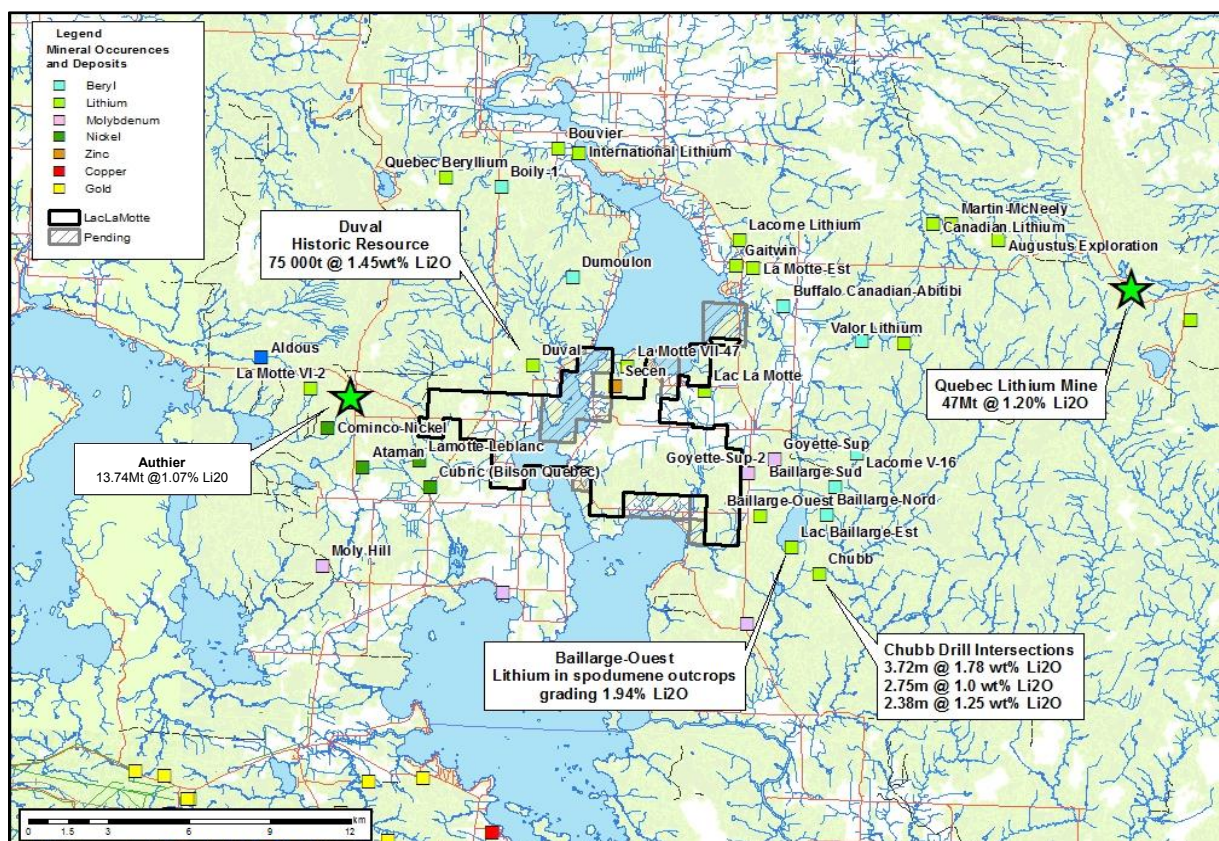 Legend
Mineral Occurences
and Deposits
Beryl
Lithium
Molybdenum
Nickel
Zinc
Copper
Gold
LacLaMotte
Pending
Bouvier
International Lithium
Quebec Beryllium
Boily-1
Duval
Historic Resource
75 000t @ 1.45wt% Li2O
Dumoulon
Lacorne Lithium
Gaitwin
La Motte-Est
Buffalo Canadian-Abitibi
Martin-McNeely
Canadian Lithium
Augustus Exploration
Valor Lithium
Quebec Lithium Mine
47Mt @ 1.20% Li2O
Aldous
La Motte VI-2
Duval
La Motte VII-47
Secen
Lac La Motte
Authier
13.74Mt @1.07% Li20
Cominco-Nickel
Ataman
Lamotte-Leblanc
Cubric (Bilson Quebec)
Goyette-Sup
Goyette-Sup-2
Lacorne V-16
Baillarge-Sud
Baillarge-Ouest
Baillarge-Nord
Lac Baillarge-Est
Chubb
Moly Hill
Baillarge-Ouest
Lithium in spodumene outcrops
grading 1.94% Li2O
Chubb Drill Intersections
3.72m @ 1.78 wt% Li2O
2.75m @ 1.0 wt% Li2O
2.38m @ 1.25 wt% Li2O
km
0 1.5 3 6 9 12